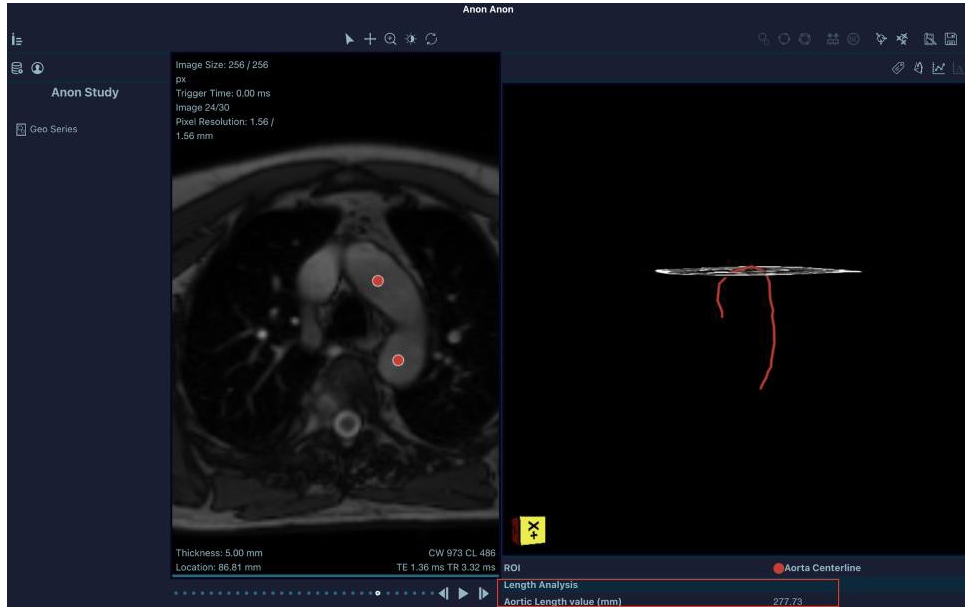 Anon Anon
Anon Study
Geo Series
Image Size: 256 / 256
px
Trigger Time: 0.00 ms
Image 24/30
Pixel Resolution: 1.56 /
1.56 mm
Thickness: 5.00 mm
CW 973 CL 486
Location: 86.81 mm
TE 1.36 ms TR 3.32 ms
X+
ROI
Aorta Centerline
Length Analysis
Aortic Length value (mm)
277.73